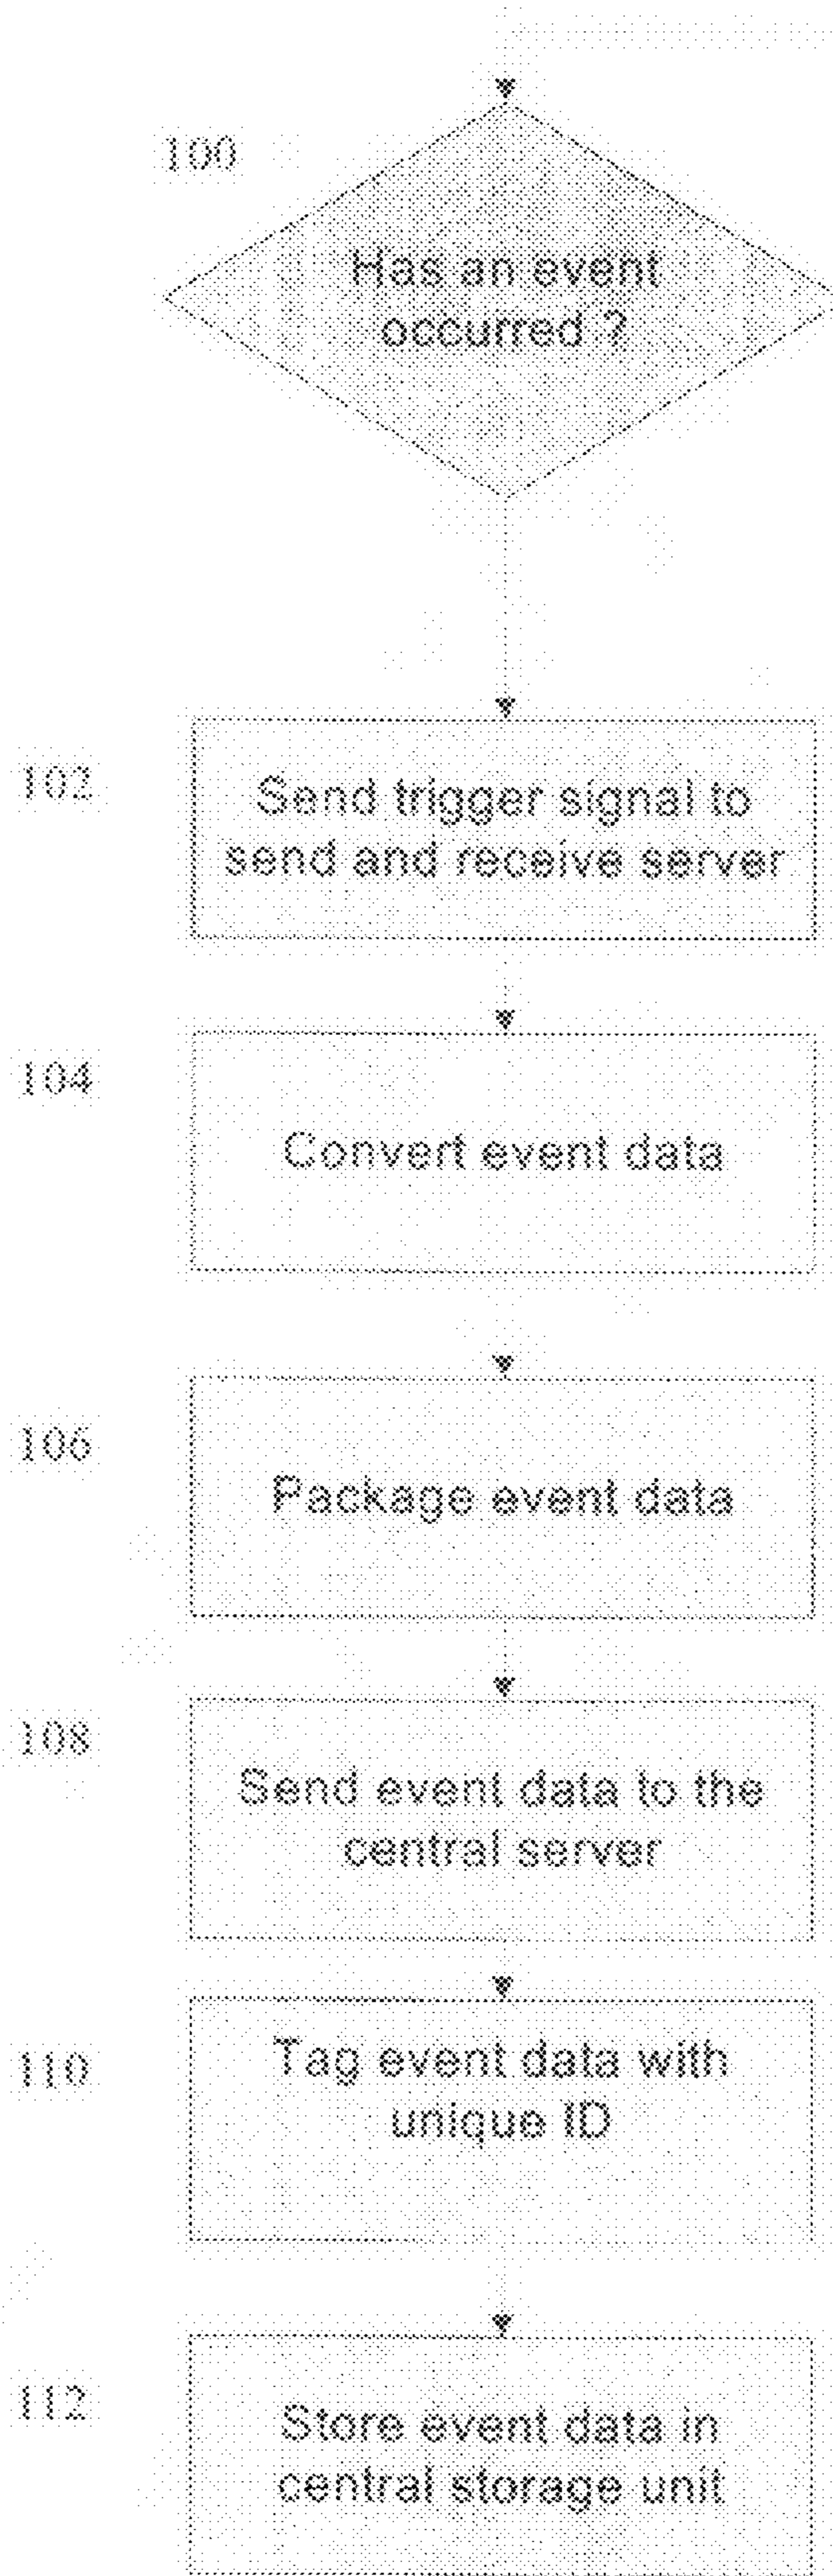 100
Has an event
occurred ?
102
Send trigger signal to
send and receive server
104
Convert event data
106
Package event data
108
Send event data to the
central server
110
Tag event data with
unique ID
112
Store event data in
central storage unit